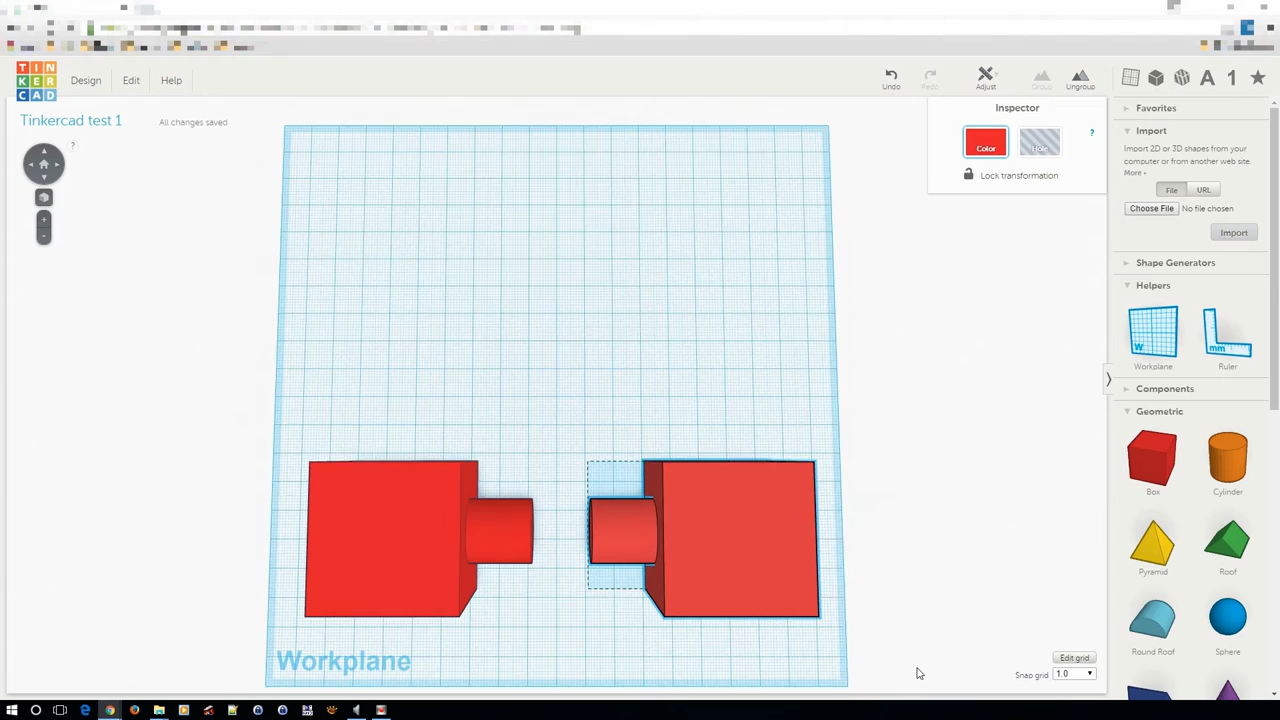 TINKERCAD
Design
Edit
Help
Undo
Redo
Adjust
Group
Ungroup
Tinkercad test 1
All changes saved
?
Inspector
Color
Hole
?
Lock transformation
Favorites
Import
Import 2D or 3D shapes from your
computer or from another web site.
More
File
URL
Choose File
No file chosen
Import
Shape Generators
Helpers
W
mm
Workplane
Ruler
Components
Geometric
Box
Cylinder
Pyramid
Roof
Round Roof
Sphere
Workplane
Edit grid
Snap grid
1.0